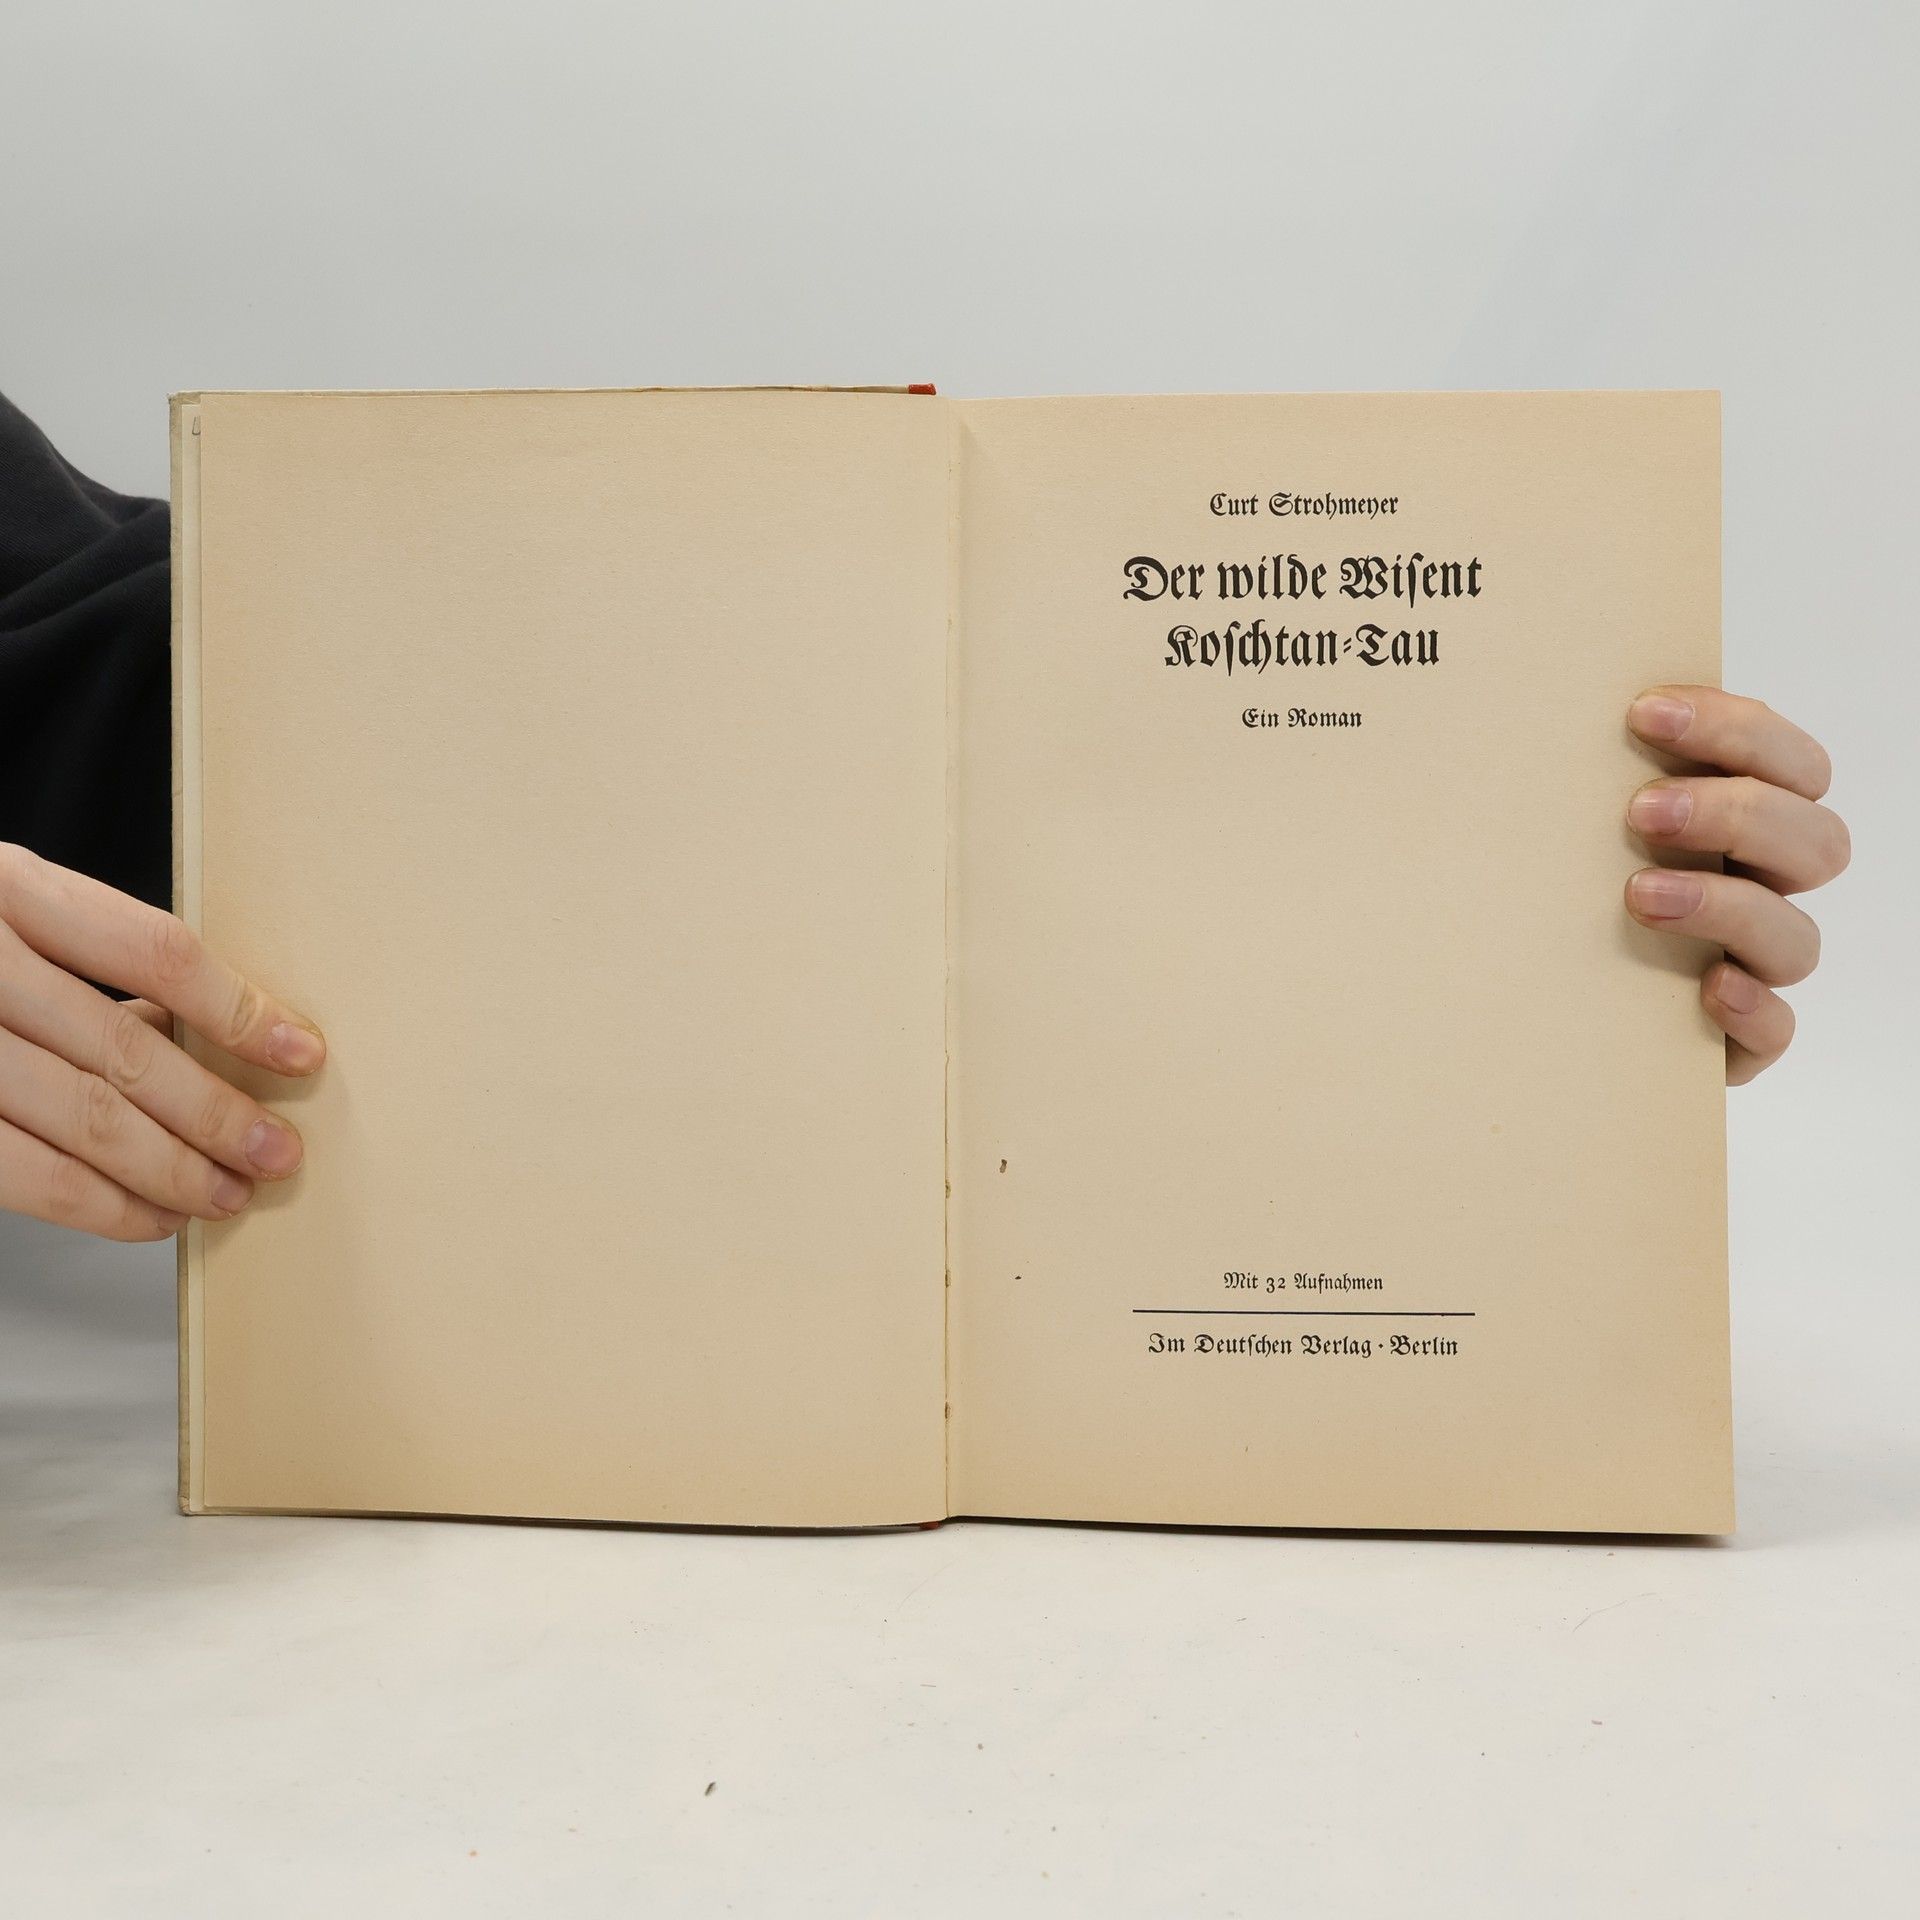 Curt Strohmeyer
Der wilde Wiſent
Koſchtan⸗Tau
Ein Roman
Mit 32 Aufnahmen
Im Deutſchen Verlag · Berlin